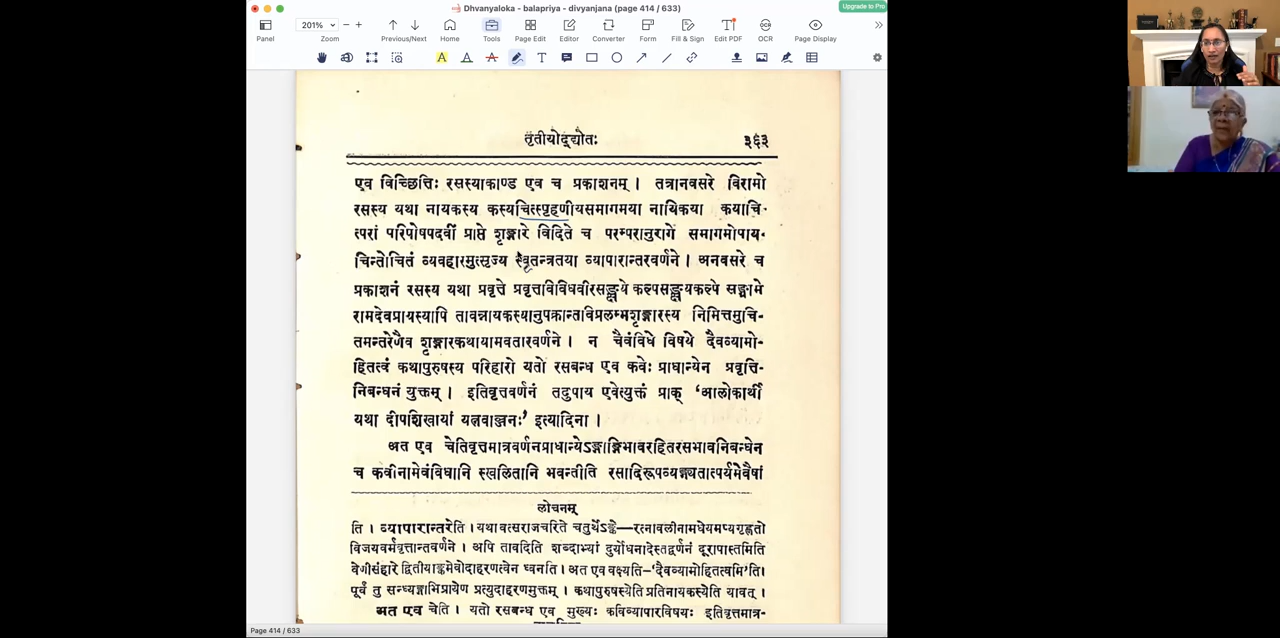 Dhvanyaloka - balapriya - divyanjana (page 414 / 633)
Upgrade to Pro
201%
Panel Zoom Previous/Next Home Tools Page Edit Editor Converter Form Fill & Sign Edit PDF OCR Page Display
तृतीयोद्द्योतः ३६३
एव विच्छित्तिः रसस्याकाण्ड एव च प्रकाशनम् । तत्रानवसरे विरामो
रसस्य यथा नायकस्य कस्यचित्स्पृहणीयसमागमया नायिकया कयाचि-
त्परां परिपोषपदवीं प्राप्ते शृङ्गारे विदिते च परस्परानुरागे समागमोपाय-
चिन्तोचितं व्यवहारमुत्सृज्य स्वतन्त्रतया व्यापारान्तरवर्णने । अनवसरे च
प्रकाशनं रसस्य यथा प्रवृत्ते प्रवृत्तविविधवीरसङ्क्षये कल्पसङ्क्षयकल्पे सङ्ग्रामे
रामदेवप्रायस्यापि तावन्नायकस्यानुपक्रान्तविप्रलम्भशृङ्गारस्य निमित्तमुचि-
तमन्तरेणैव शृङ्गारकथायामवतारवर्णने । न चैवंविधे विषये दैवव्यामो-
हितत्वं कथापुरुषस्य परिहारो यतो रसबन्ध एव कवेः प्राधान्येन प्रवृत्ति-
निबन्धनं युक्तम् । इतिवृत्तवर्णनं तदुपाय एवेत्युक्तं प्राक् 'आलोकार्थी
यथा दीपशिखायां यत्नवाञ्जनः' इत्यादिना ।
अत एव चेतिवृत्तमात्रवर्णनप्राधान्येऽङ्गाङ्गिभावरहितरसभावनिबन्धेन
च कवीनामेवंविधानि स्खलितानि भवन्तीति रसादिरूपव्यङ्ग्यतात्पर्यमेवैषां
लोचनम्
ति । व्यापारान्तरेति । यथा वत्सराजचरिते चतुर्थेऽङ्के—रत्नावलीनामधेयमप्यगृह्णतो
विजयवर्मवृत्तान्तवर्णने । अपि तावदिति शब्दाभ्यां दुर्योधनादेस्तद्वर्णनं दूरापास्तमिति
वेणीसंहारे द्वितीयाङ्कमेवोदाहरणत्वेन ध्वनति । अत एव वक्ष्यति—'दैवव्यामोहितत्वमि'ति।
पूर्वं तु सन्ध्यङ्गाभिप्रायेण प्रत्युदाहरणमुक्तम् । कथापुरुषस्येति प्रतिनायकस्येति यावत् ।
अत एव चेति । यतो रसबन्ध एव मुख्यः कविव्यापारविषयः इतिवृत्तमात्र-
Page 414 / 633